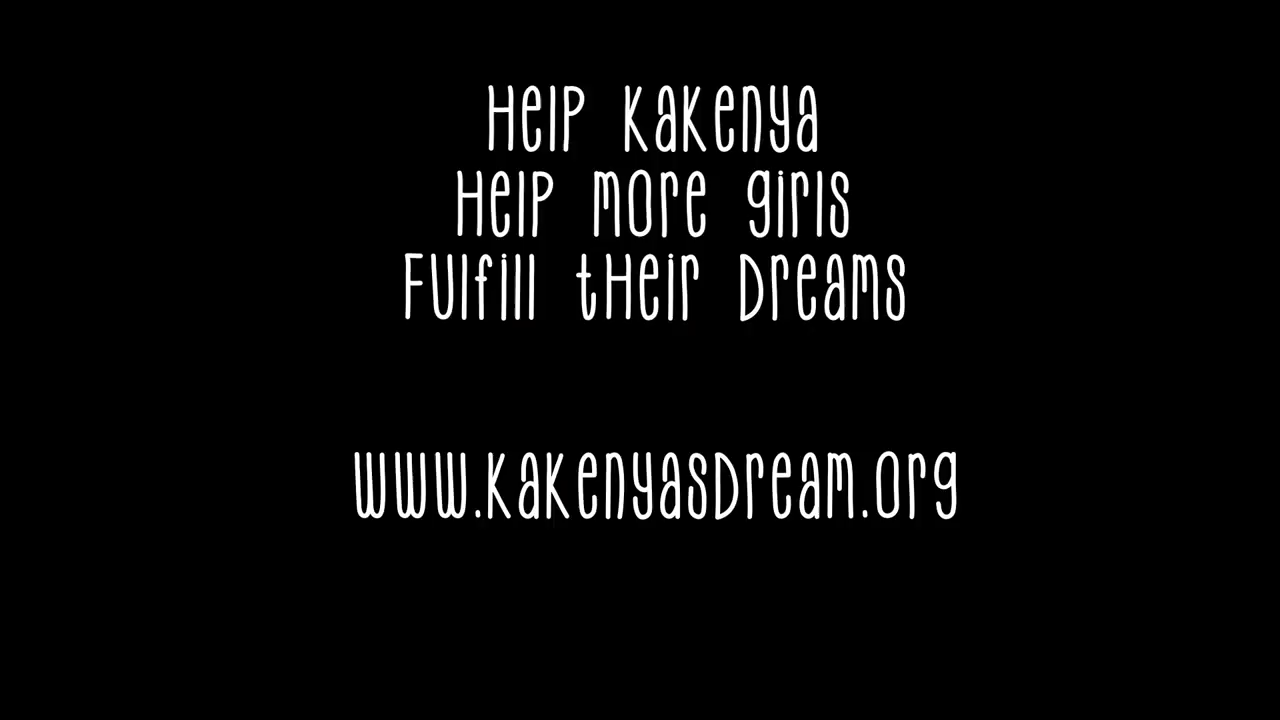 Help Kakenya
Help more girls
Fulfill their Dreams
www.kakenyasdream.org